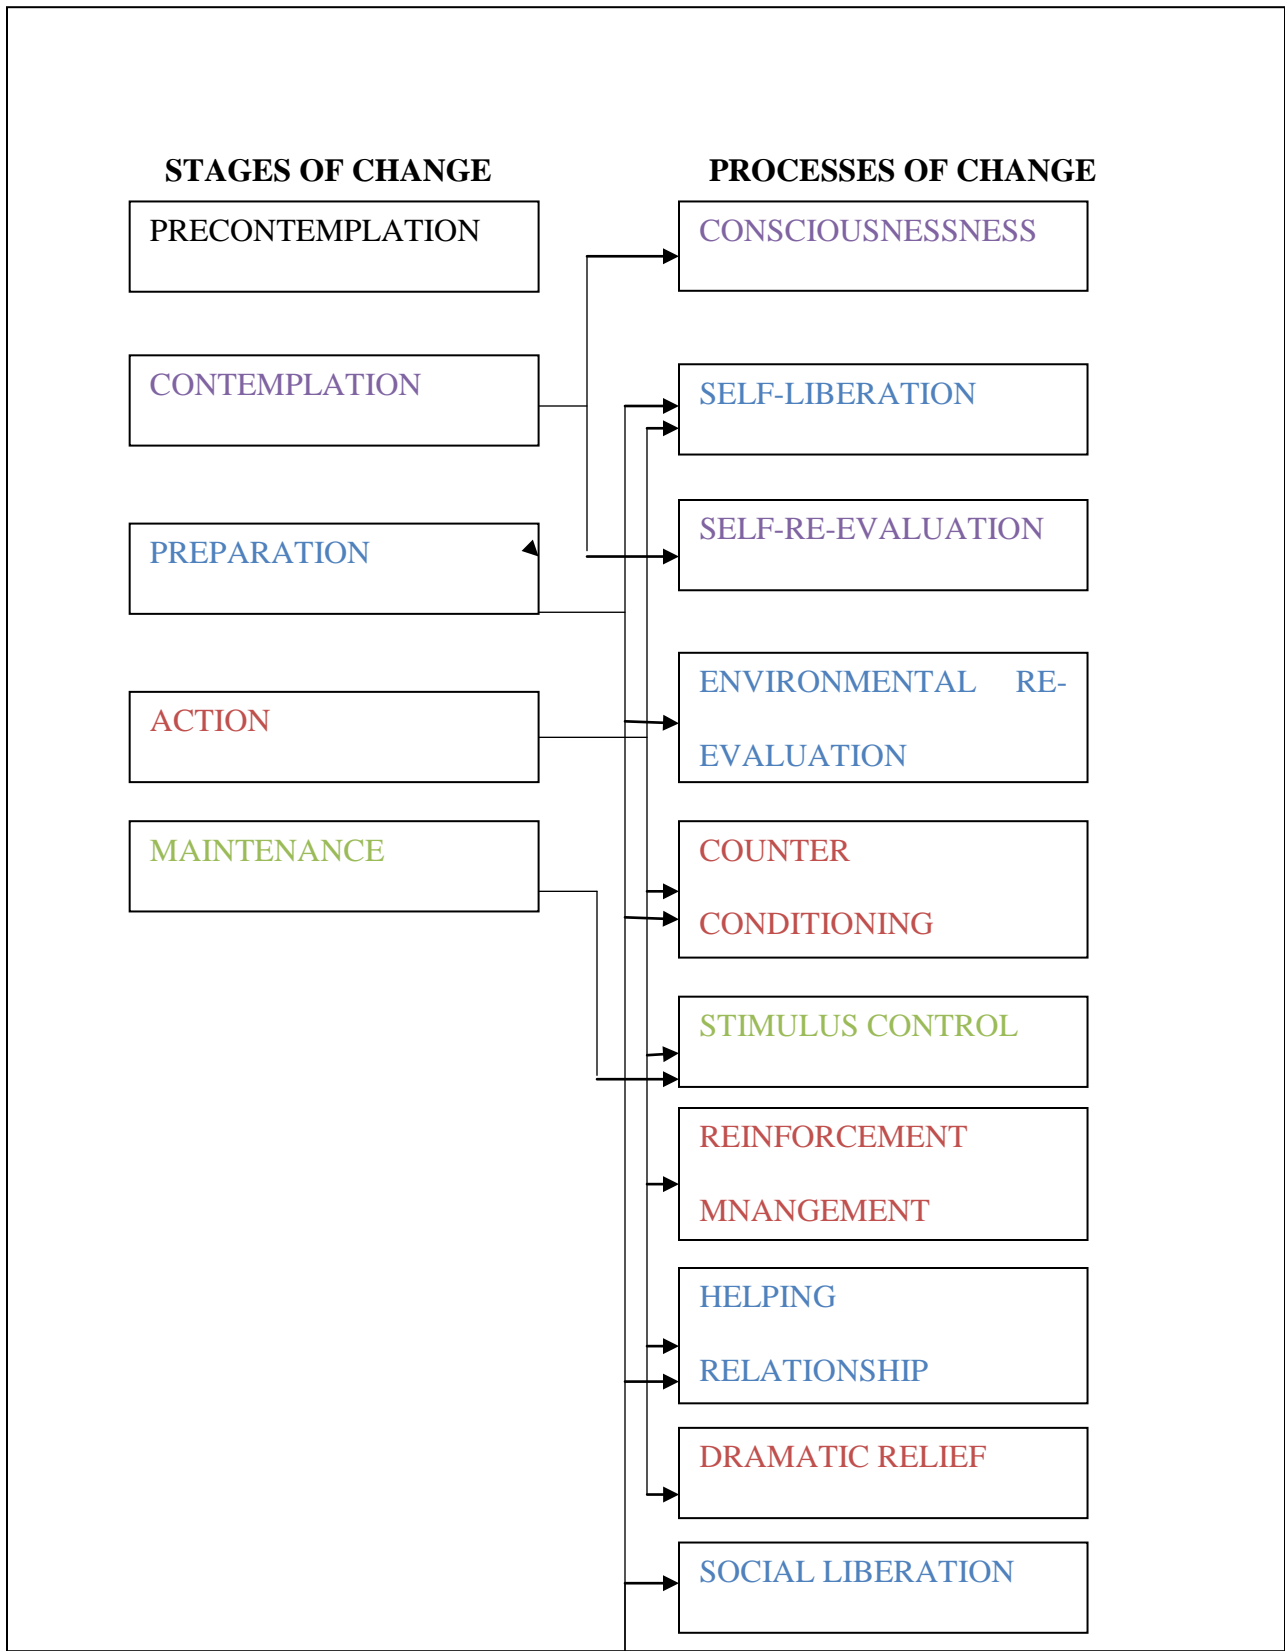 STAGES OF CHANGE
PRECONTEMPLATION
CONTEMPLATION
PREPARATION
ACTION
MAINTENANCE
PROCESSES OF CHANGE
CONSCIOUSNESSNESS
SELF-LIBERATION
SELF-RE-EVALUATION
ENVIRONMENTAL RE-
EVALUATION
COUNTER
CONDITIONING
STIMULUS CONTROL
REINFORCEMENT
MNANGEMENT
HELPING
RELATIONSHIP
DRAMATIC RELIEF
SOCIAL LIBERATION